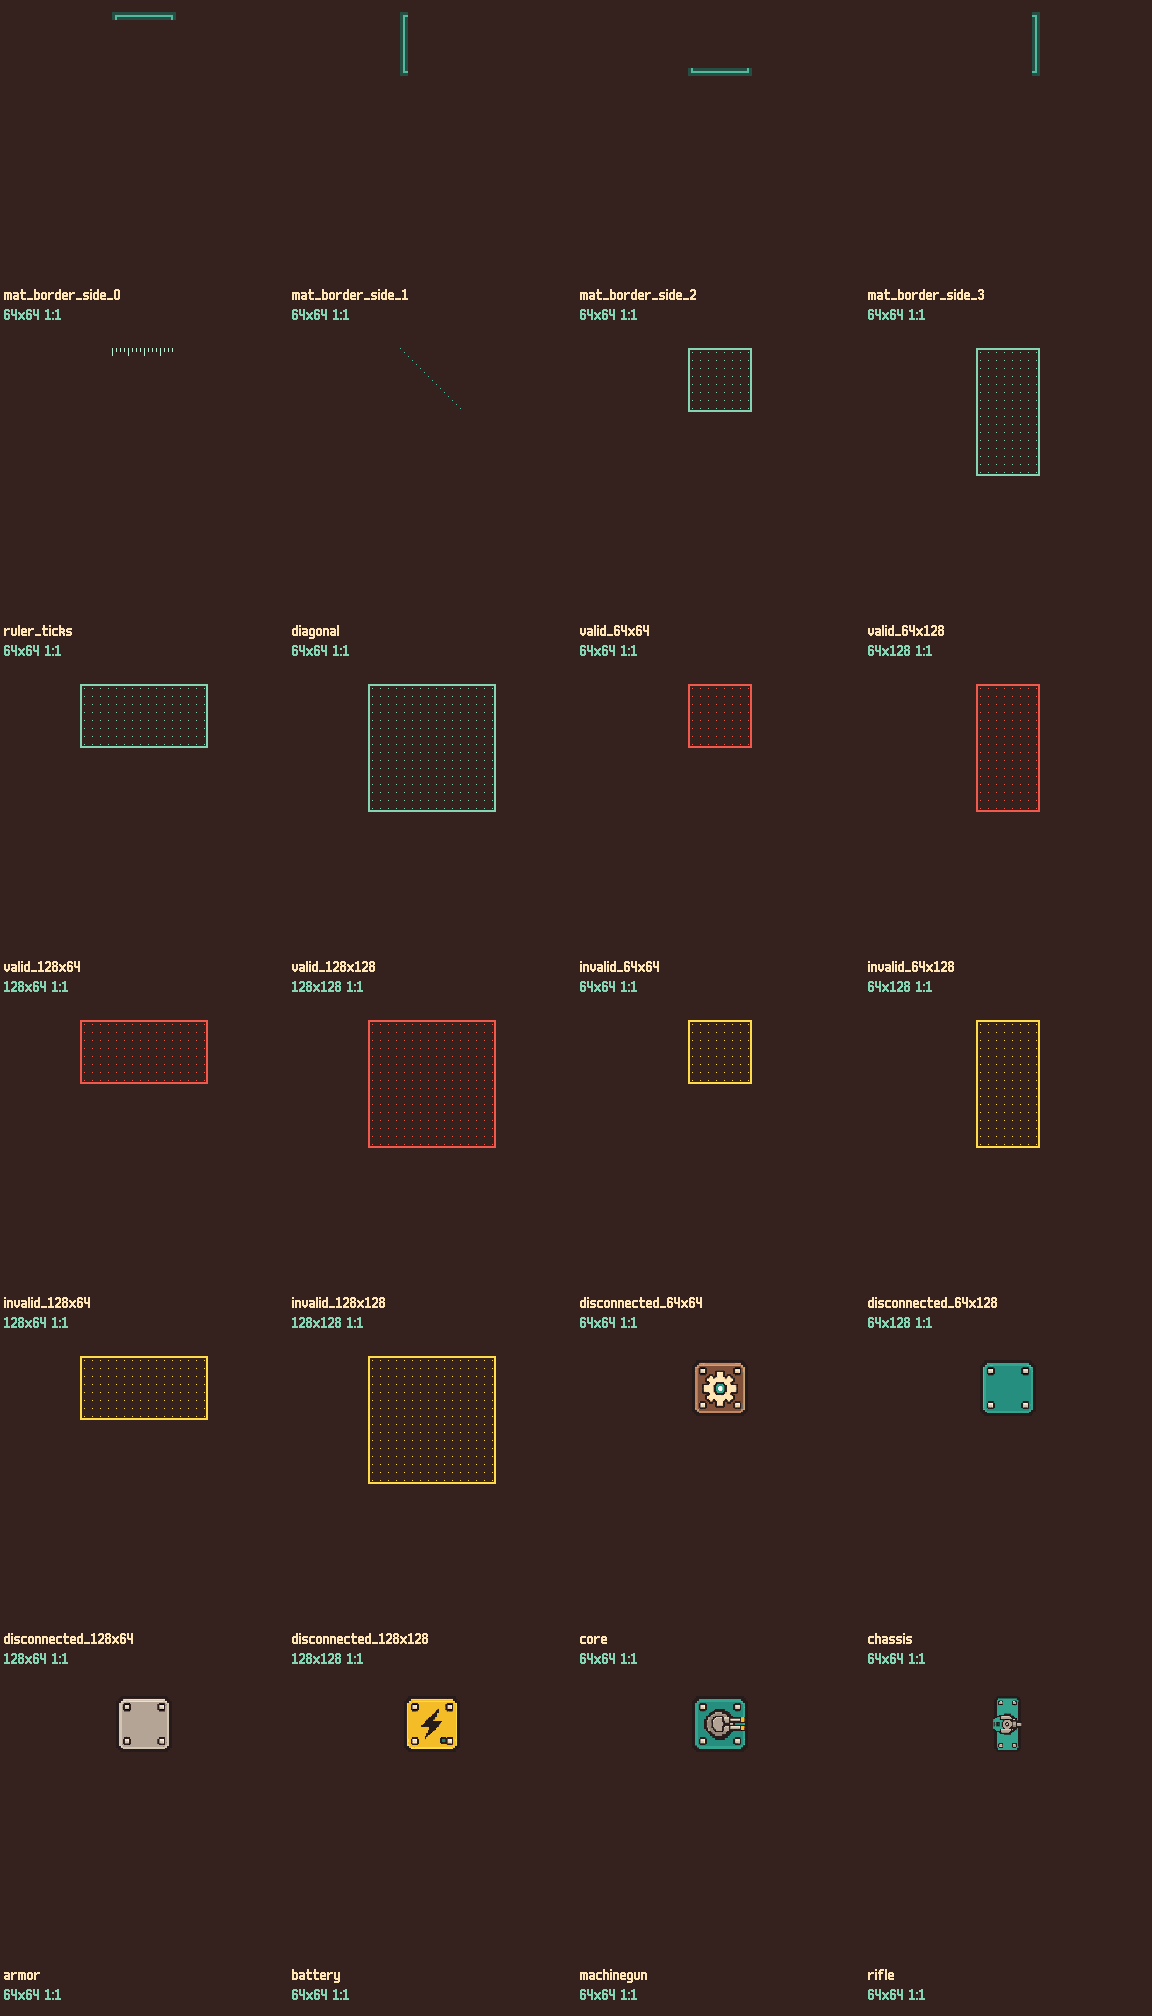 mat_border_side_0
64x64 1:1
mat_border_side_1
64x64 1:1
mat_border_side_2
64x64 1:1
mat_border_side_3
64x64 1:1
ruler_ticks
64x64 1:1
diagonal
64x64 1:1
valid_64x64
64x64 1:1
valid_64x128
64x128 1:1
valid_128x64
128x64 1:1
valid_128x128
128x128 1:1
invalid_64x64
64x64 1:1
invalid_64x128
64x128 1:1
invalid_128x64
128x64 1:1
invalid_128x128
128x128 1:1
disconnected_64x64
64x64 1:1
disconnected_64x128
64x128 1:1
disconnected_128x64
128x64 1:1
disconnected_128x128
128x128 1:1
core
64x64 1:1
chassis
64x64 1:1
armor
64x64 1:1
battery
64x64 1:1
machinegun
64x64 1:1
rifle
64x64 1:1